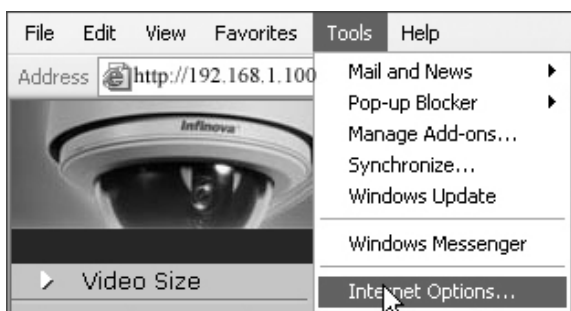 File Edit View Favorites Tools Help
Address http://192.168.1.100
Infinova
Video Size
Mail and News
Pop-up Blocker
Manage Add-ons...
Synchronize...
Windows Update
Windows Messenger
Internet Options...